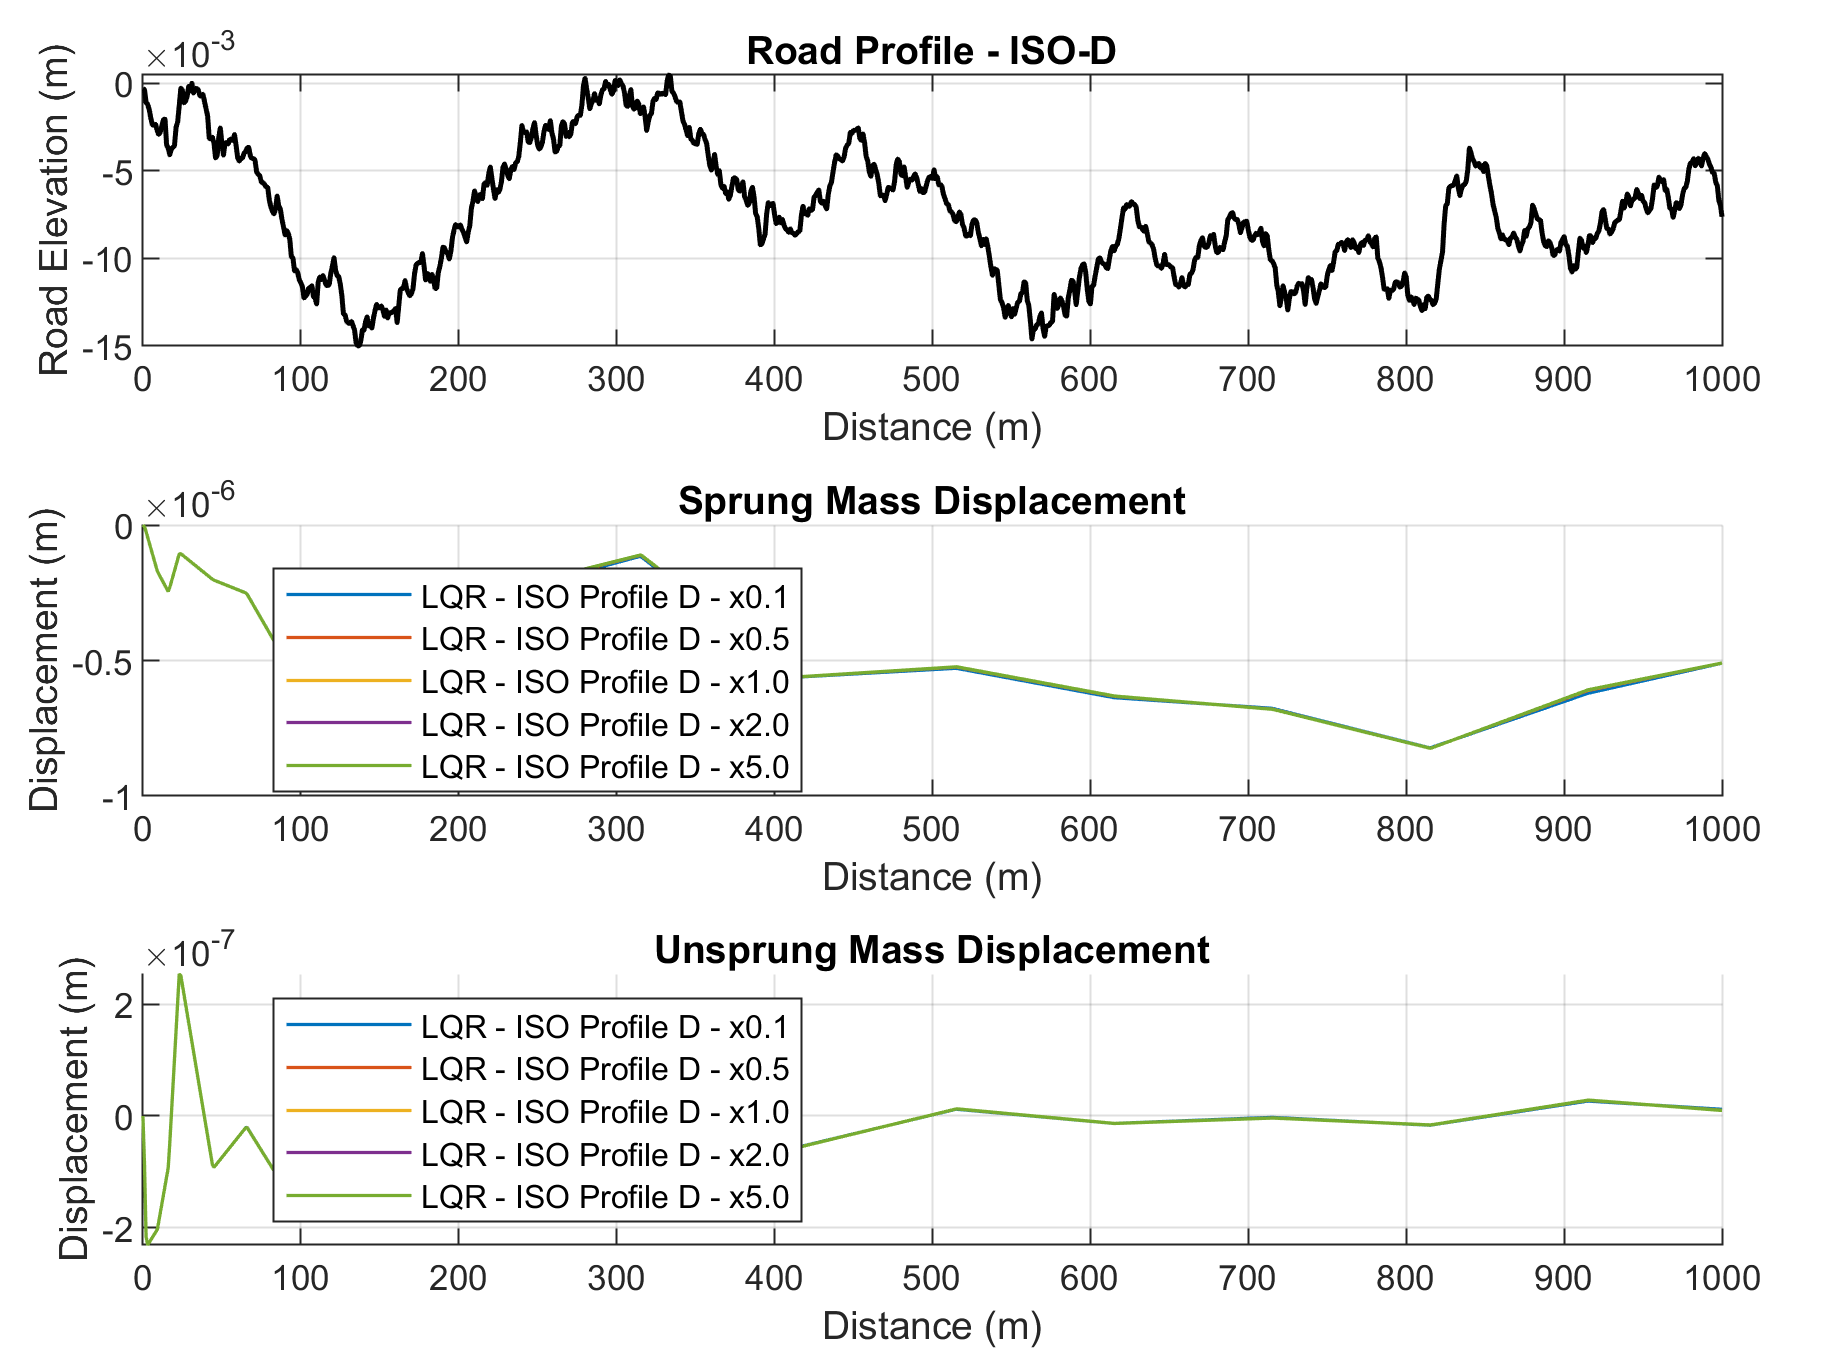 ×10-3
Road Profile - ISO-D
Road Elevation (m)
0
-5
-10
-15
0 100 200 300 400 500 600 700 800 900 1000
Distance (m)
×10-6
Sprung Mass Displacement
Displacement (m)
0
-0.5
-1
LQR - ISO Profile D - x0.1
LQR - ISO Profile D - x0.5
LQR - ISO Profile D - x1.0
LQR - ISO Profile D - x2.0
LQR - ISO Profile D - x5.0
0 100 200 300 400 500 600 700 800 900 1000
Distance (m)
×10-7
Unsprung Mass Displacement
Displacement (m)
2
0
-2
LQR - ISO Profile D - x0.1
LQR - ISO Profile D - x0.5
LQR - ISO Profile D - x1.0
LQR - ISO Profile D - x2.0
LQR - ISO Profile D - x5.0
0 100 200 300 400 500 600 700 800 900 1000
Distance (m)